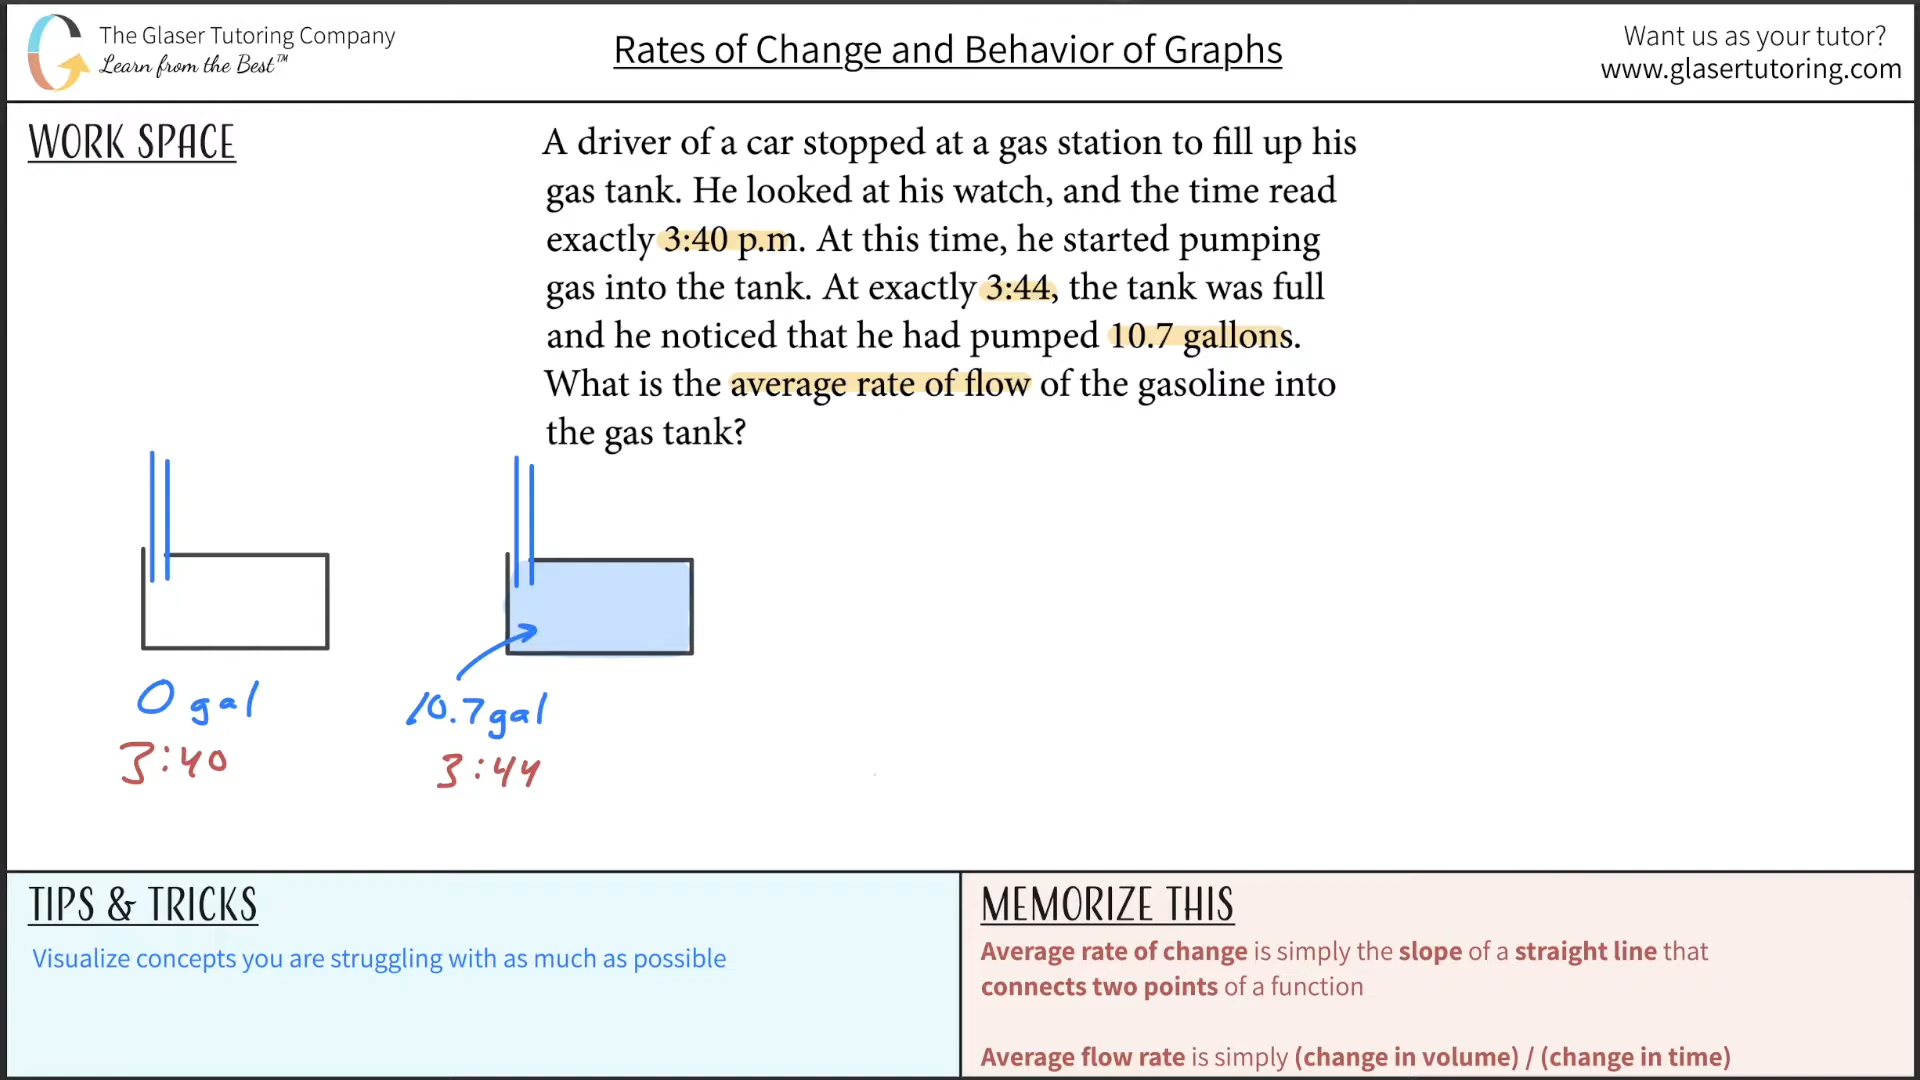 The Glaser Tutoring Company
Learn from the Best™
Rates of Change and Behavior of Graphs
Want us as your tutor?
www.glasertutoring.com
WORK SPACE
A driver of a car stopped at a gas station to fill up his
gas tank. He looked at his watch, and the time read
exactly 3:40 p.m. At this time, he started pumping
gas into the tank. At exactly 3:44, the tank was full
and he noticed that he had pumped 10.7 gallons.
What is the average rate of flow of the gasoline into
the gas tank?
0 gal
3:40
10.7 gal
3:44
TIPS & TRICKS
Visualize concepts you are struggling with as much as possible
MEMORIZE THIS
Average rate of change is simply the slope of a straight line that
connects two points of a function
Average flow rate is simply (change in volume) / (change in time)